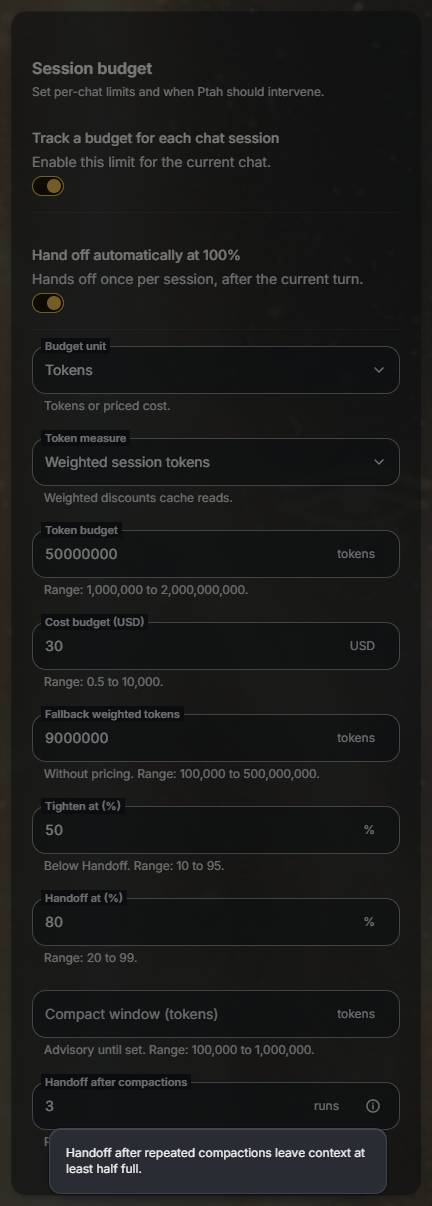 Session budget
Set per-chat limits and when Ptah should intervene.
Track a budget for each chat session
Enable this limit for the current chat.
Hand off automatically at 100%
Hands off once per session, after the current turn.
Budget unit
Tokens
Tokens or priced cost.
Token measure
Weighted session tokens
Weighted discounts cache reads.
Token budget
50000000 tokens
Range: 1,000,000 to 2,000,000,000.
Cost budget (USD)
30 USD
Range: 0.5 to 10,000.
Fallback weighted tokens
9000000 tokens
Without pricing. Range: 100,000 to 500,000,000.
Tighten at (%)
50 %
Below Handoff. Range: 10 to 95.
Handoff at (%)
80 %
Range: 20 to 99.
Compact window (tokens) tokens
Advisory until set. Range: 100,000 to 1,000,000.
Handoff after compactions
3 runs
Handoff after repeated compactions leave context at
least half full.